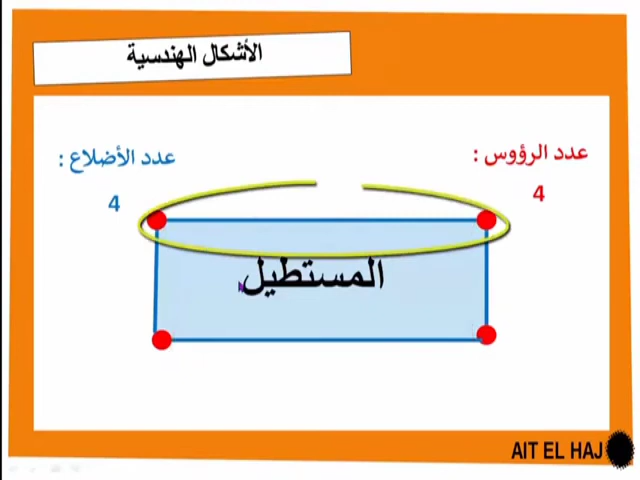 الأشكال الهندسية
عدد الرؤوس :
4
عدد الأضلاع :
4
المستطيل
AIT EL HAJ